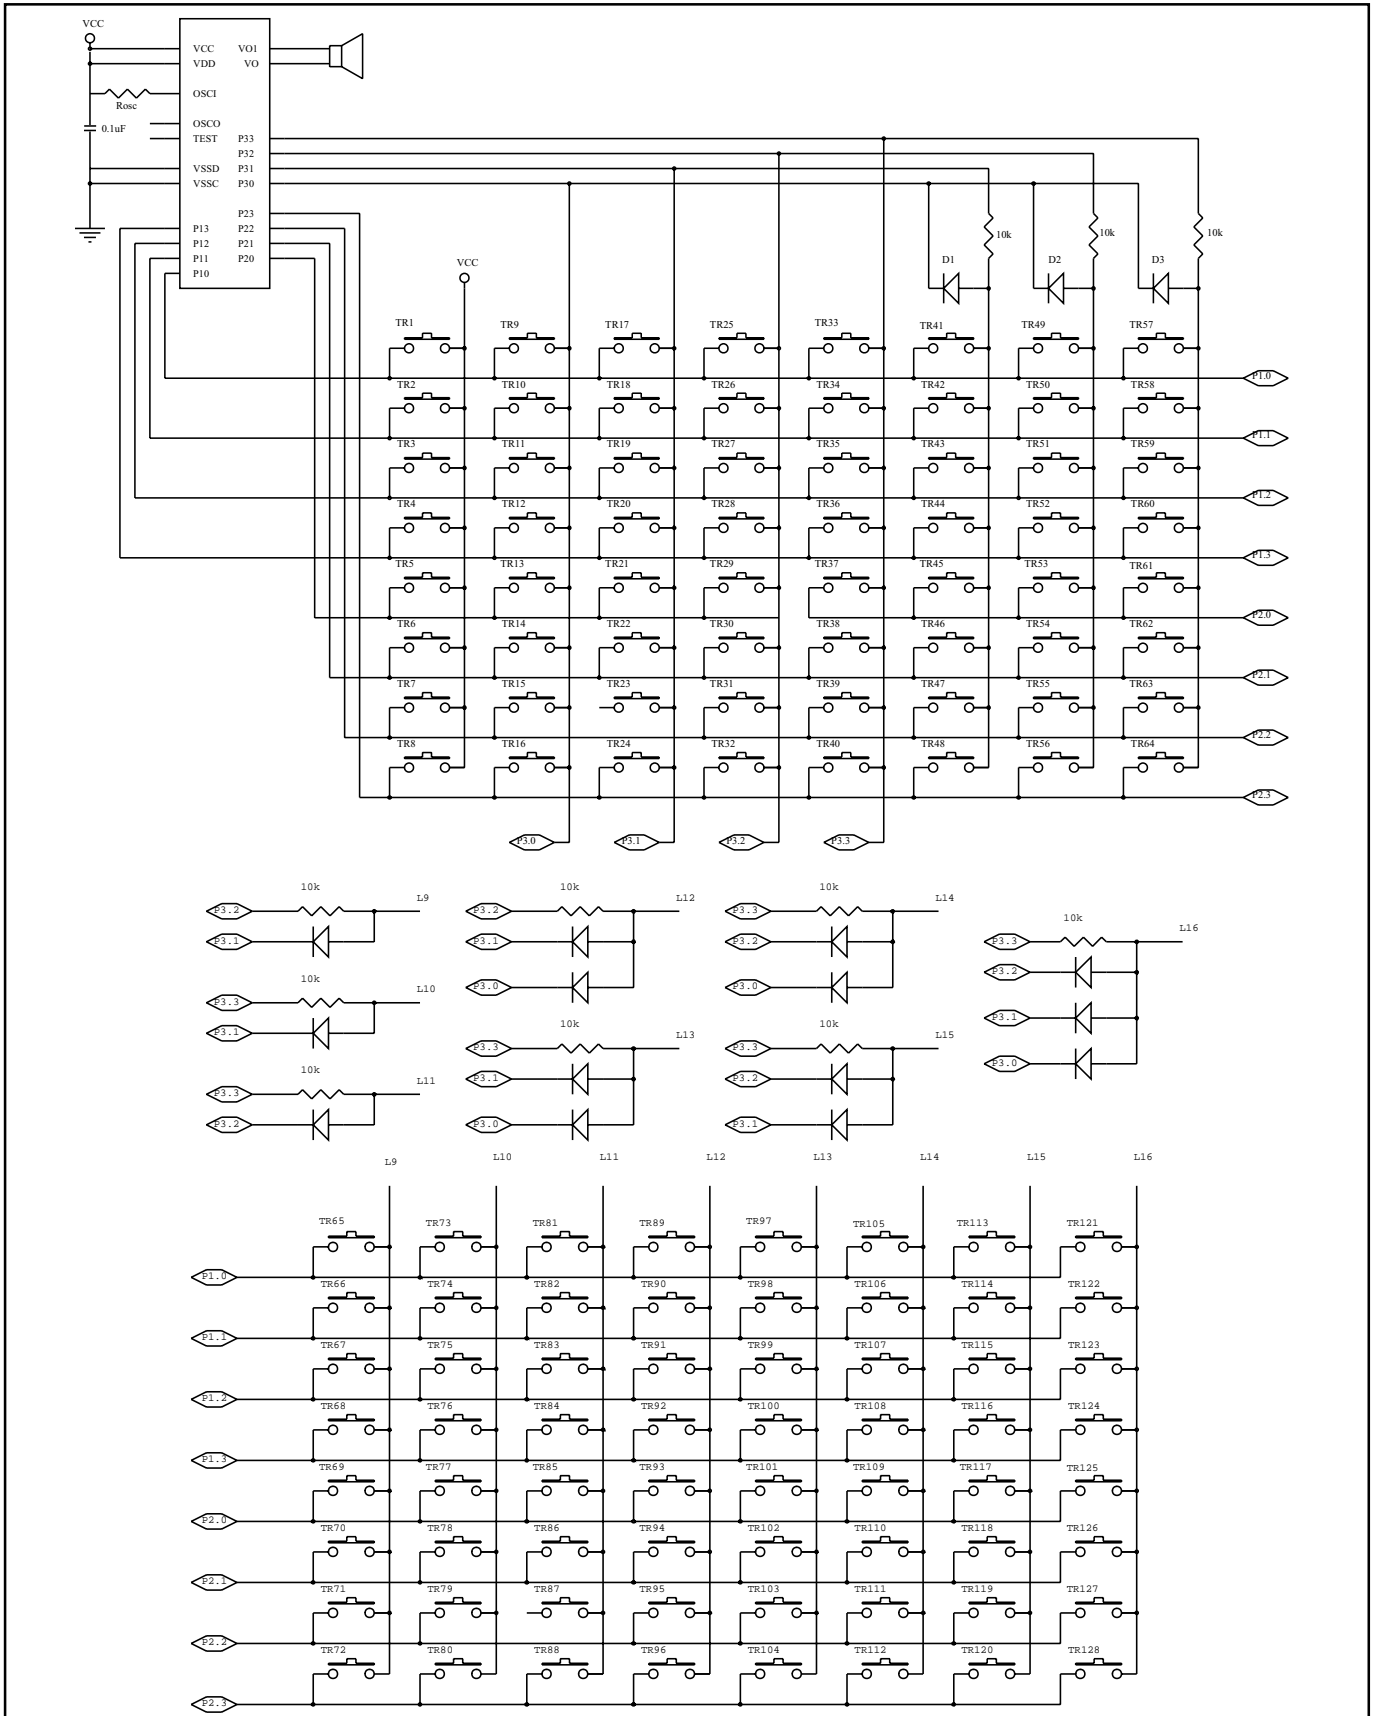 VCC
VCC VO1
VDD VO
Rosc OSCI
OSCO
0.1uF
TEST P33
P32
VSSD P31
VSSC P30
P23
P13 P22
P12 P21
P11 P20
P10
10k 10k 10k
VCC
D1 D2 D3
TR1 TR9 TR17 TR25 TR33 TR41 TR49 TR57
P1.0
TR2 TR10 TR18 TR26 TR34 TR42 TR50 TR58
P1.1
TR3 TR11 TR19 TR27 TR35 TR43 TR51 TR59
P1.2
TR4 TR12 TR20 TR28 TR36 TR44 TR52 TR60
P1.3
TR5 TR13 TR21 TR29 TR37 TR45 TR53 TR61
P2.0
TR6 TR14 TR22 TR30 TR38 TR46 TR54 TR62
P2.1
TR7 TR15 TR23 TR31 TR39 TR47 TR55 TR63
P2.2
TR8 TR16 TR24 TR32 TR40 TR48 TR56 TR64
P2.3
P3.0 P3.1 P3.2 P3.3
10k L9
P3.2
P3.1
10k L10
P3.3
P3.1
10k L11
P3.3
P3.2
10k L12
P3.2
P3.1
P3.0
10k L13
P3.3
P3.1
P3.0
10k L14
P3.3
P3.2
P3.0
10k L15
P3.3
P3.2
P3.1
10k L16
P3.3
P3.2
P3.1
P3.0
L9 L10 L11 L12 L13 L14 L15 L16
TR65 TR73 TR81 TR89 TR97 TR105 TR113 TR121
P1.0
TR66 TR74 TR82 TR90 TR98 TR106 TR114 TR122
P1.1
TR67 TR75 TR83 TR91 TR99 TR107 TR115 TR123
P1.2
TR68 TR76 TR84 TR92 TR100 TR108 TR116 TR124
P1.3
TR69 TR77 TR85 TR93 TR101 TR109 TR117 TR125
P2.0
TR70 TR78 TR86 TR94 TR102 TR110 TR118 TR126
P2.1
TR71 TR79 TR87 TR95 TR103 TR111 TR119 TR127
P2.2
TR72 TR80 TR88 TR96 TR104 TR112 TR120 TR128
P2.3